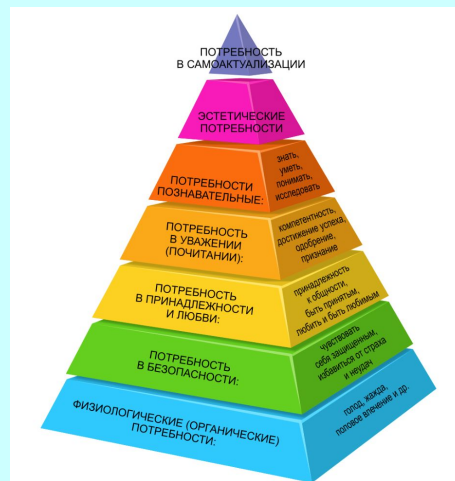 ПОТРЕБНОСТЬ
В САМОАКТУАЛИЗАЦИИ
ЭСТЕТИЧЕСКИЕ
ПОТРЕБНОСТИ
ПОТРЕБНОСТИ
ПОЗНАВАТЕЛЬНЫЕ:
знать,
уметь,
понимать,
исследовать
ПОТРЕБНОСТЬ
В УВАЖЕНИИ
(ПОЧИТАНИИ):
компетентность,
достижение успеха,
одобрение,
признание
ПОТРЕБНОСТЬ
В ПРИНАДЛЕЖНОСТИ
И ЛЮБВИ:
принадлежность
к общности,
быть принятым,
любить и быть любимым
ПОТРЕБНОСТЬ
В БЕЗОПАСНОСТИ:
чувствовать
себя защищенным,
избавиться от страха
и неудач
ФИЗИОЛОГИЧЕСКИЕ (ОРГАНИЧЕСКИЕ)
ПОТРЕБНОСТИ:
голод, жажда,
половое влечение и др.